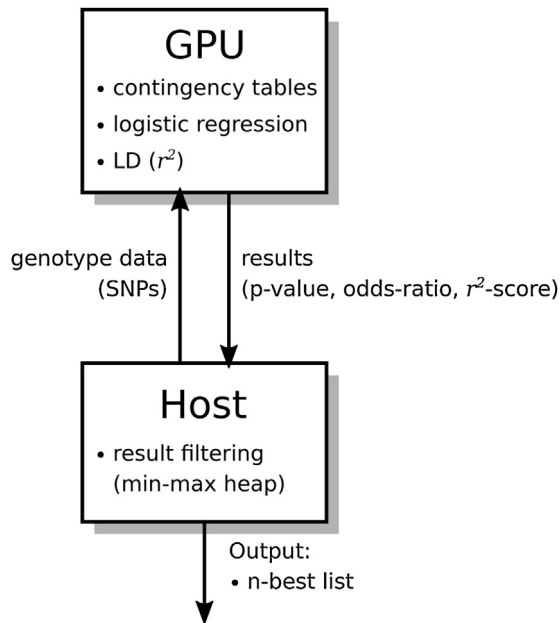 GPU
• contingency tables
• logistic regression
• LD (r²)
genotype data
(SNPs)
results
(p-value, odds-ratio, r²-score)
Host
• result filtering
(min-max heap)
Output:
• n-best list